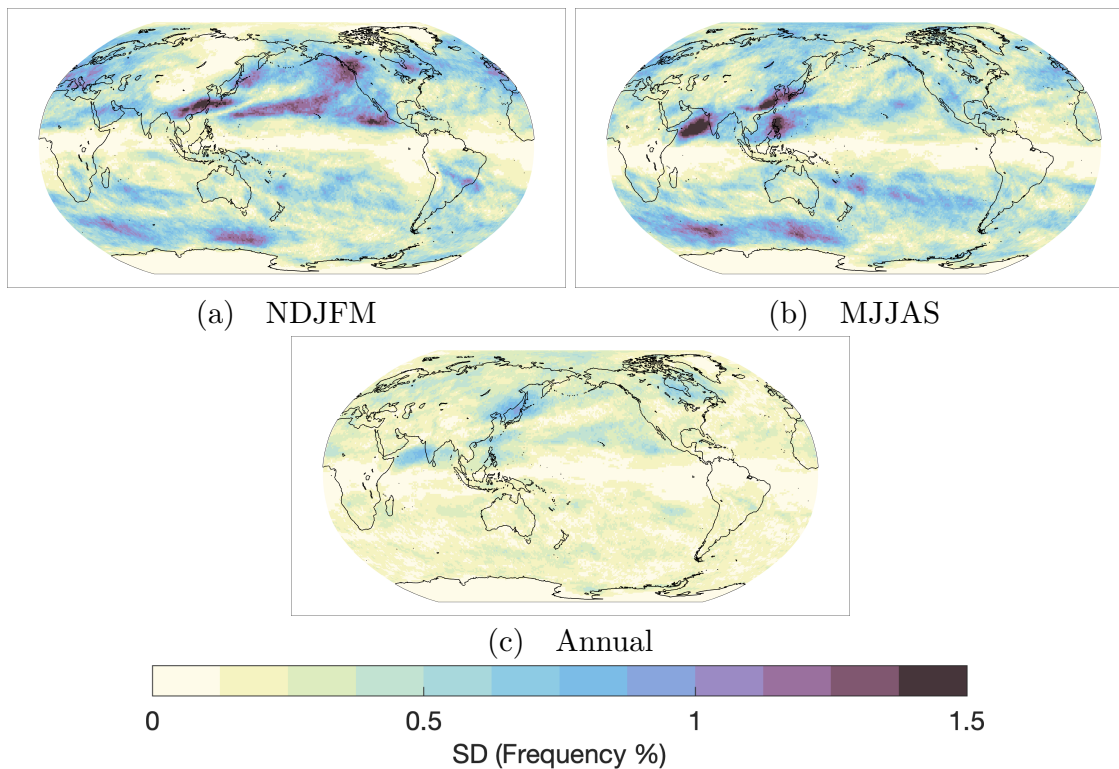 (a) NDJFM
(b) MJJAS
(c) Annual
0 0.5 1 1.5
SD (Frequency %)